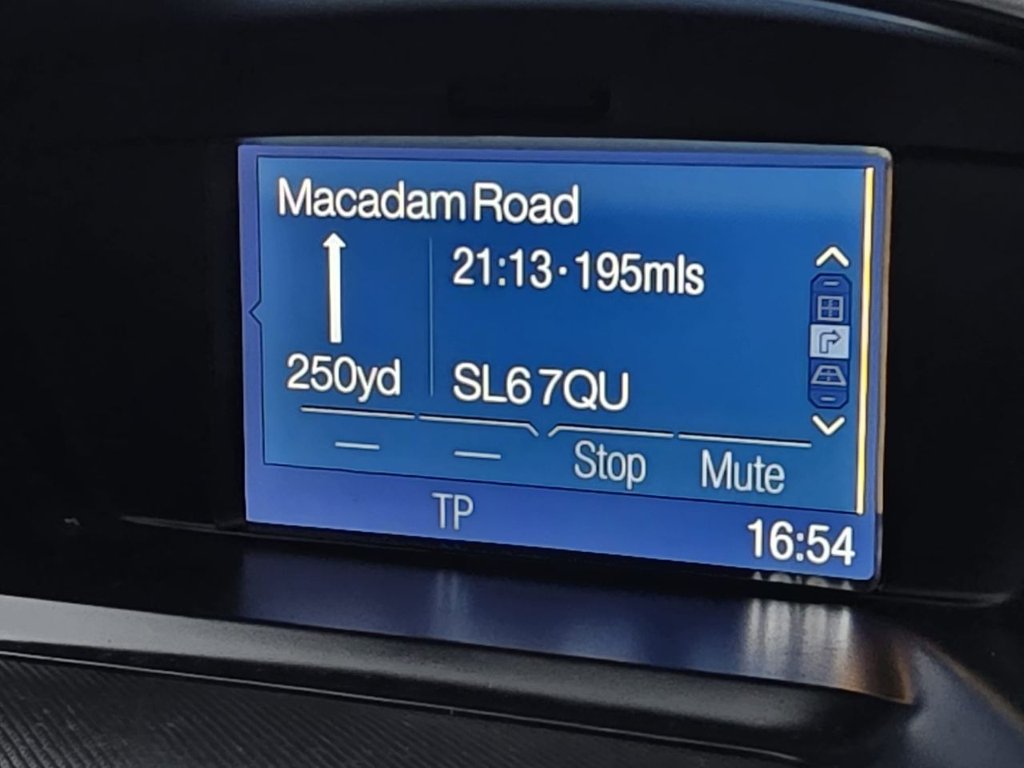 Macadam Road
21:13·195mls
250yd
SL6 7QU
Stop
Mute
TP
16:54